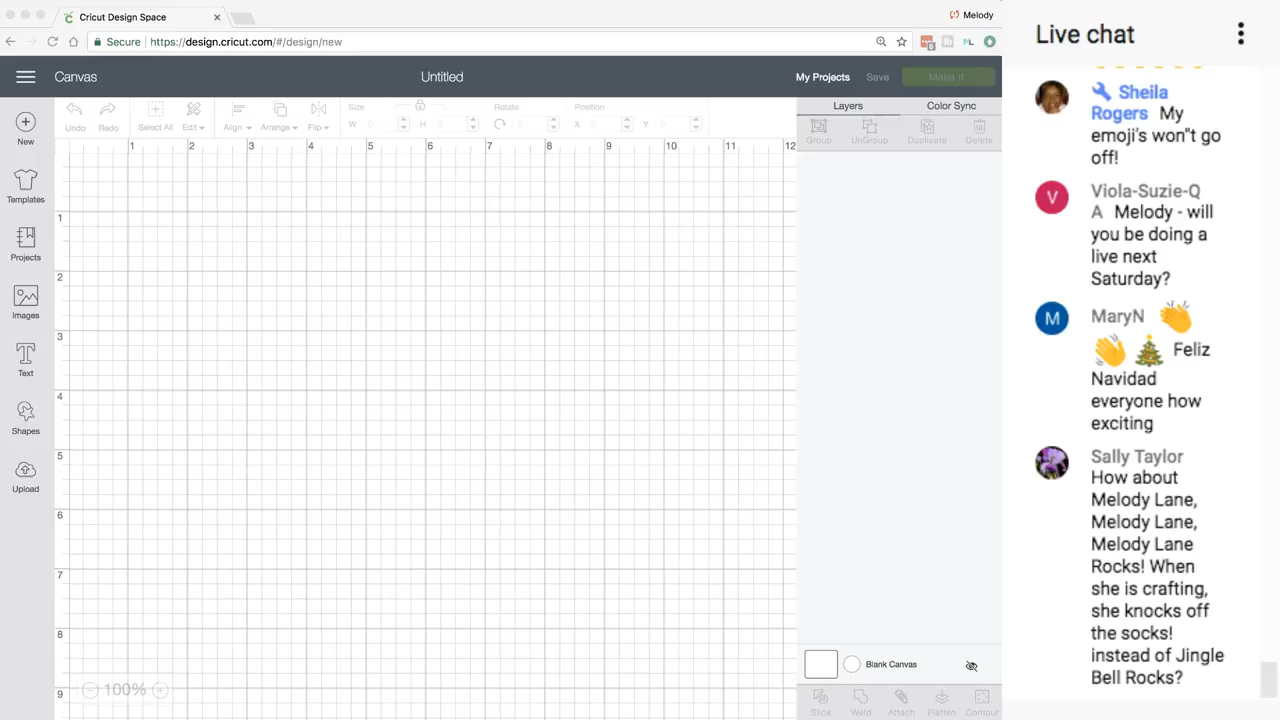 Cricut Design Space
Melody
Secure https://design.cricut.com/#/design/new
Canvas
Untitled
My Projects Save Make it
Undo Redo Select All Edit Align Arrange Flip Size W 0 H 0 Rotate 0 Position X 0 Y 0
Layers Color Sync
Group UnGroup Duplicate Delete
1 2 3 4 5 6 7 8 9 10 11 12
1
2
3
4
5
6
7
8
9
New
Templates
Projects
Images
Text
Shapes
Upload
100%
Blank Canvas
Slice Weld Attach Flatten Contour
Live chat
Sheila
Rogers My
emoji's won"t go
off!
V
Viola-Suzie-Q
A Melody - will
you be doing a
live next
Saturday?
M
MaryN
Feliz
Navidad
everyone how
exciting
Sally Taylor
How about
Melody Lane,
Melody Lane,
Melody Lane
Rocks! When
she is crafting,
she knocks off
the socks!
instead of Jingle
Bell Rocks?